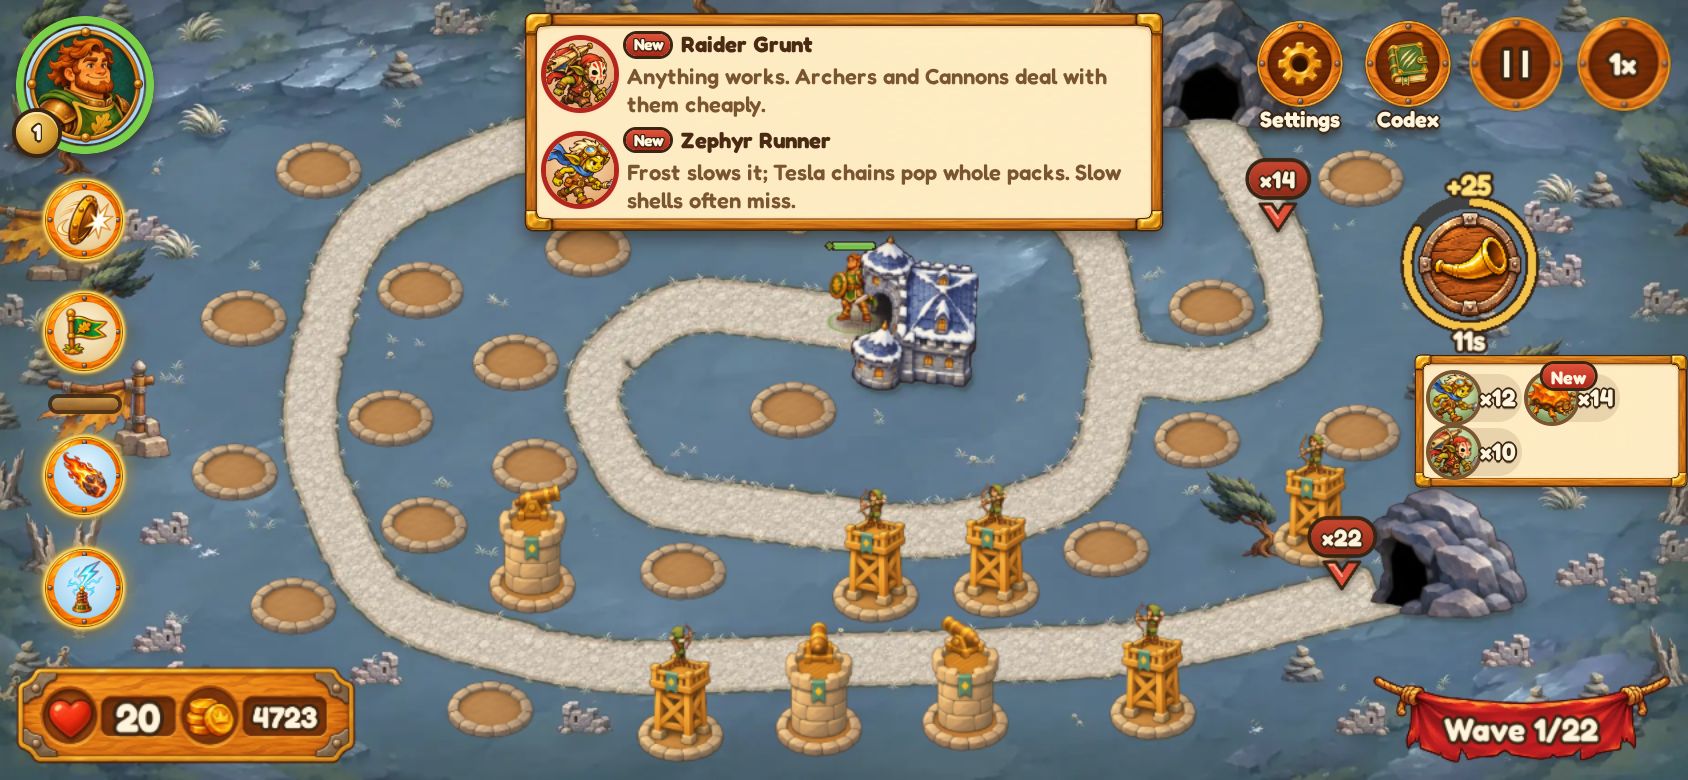 New Raider Grunt
Anything works. Archers and Cannons deal with
them cheaply.
New Zephyr Runner
Frost slows it; Tesla chains pop whole packs. Slow
shells often miss.
Settings
Codex
1x
1
x14
+25
11s
New
x12
x14
x10
x22
20
4723
Wave 1/22